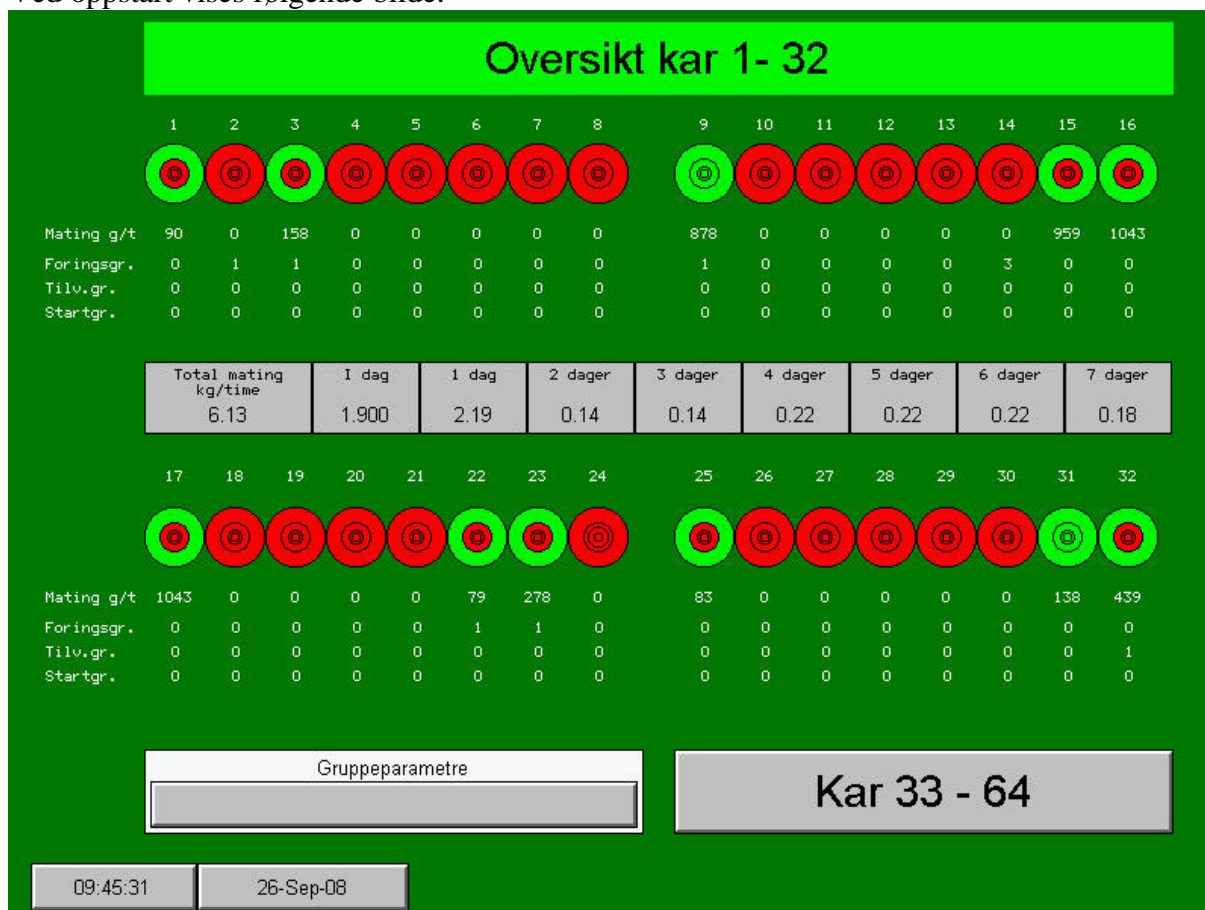 Ved oppstart vises følgende bilde:
Oversikt kar 1- 32
1 2 3 4 5 6 7 8 9 10 11 12 13 14 15 16
Mating g/t 90 0 158 0 0 0 0 0 878 0 0 0 0 0 959 1043
Foringsgr. 0 1 1 0 0 0 0 0 1 0 0 0 0 3 0 0
Tilv.gr. 0 0 0 0 0 0 0 0 0 0 0 0 0 0 0 0
Startgr. 0 0 0 0 0 0 0 0 0 0 0 0 0 0 0 0
Total mating I dag 1 dag 2 dager 3 dager 4 dager 5 dager 6 dager 7 dager
kg/time
6.13 1.900 2.19 0.14 0.14 0.22 0.22 0.22 0.18
17 18 19 20 21 22 23 24 25 26 27 28 29 30 31 32
Mating g/t 1043 0 0 0 0 79 278 0 83 0 0 0 0 0 138 439
Foringsgr. 0 0 0 0 0 1 1 0 0 0 0 0 0 0 0 0
Tilv.gr. 0 0 0 0 0 0 0 0 0 0 0 0 0 0 0 1
Startgr. 0 0 0 0 0 0 0 0 0 0 0 0 0 0 0 0
Gruppeparametre
Kar 33 - 64
09:45:31 26-Sep-08